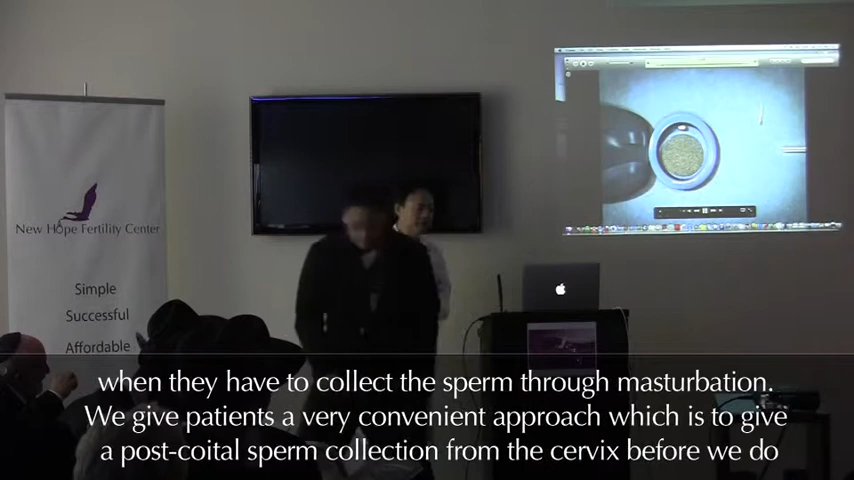 New Hope Fertility Center
Simple
Successful
Affordable
when they have to collect the sperm through masturbation.
We give patients a very convenient approach which is to give
a post-coital sperm collection from the cervix before we do